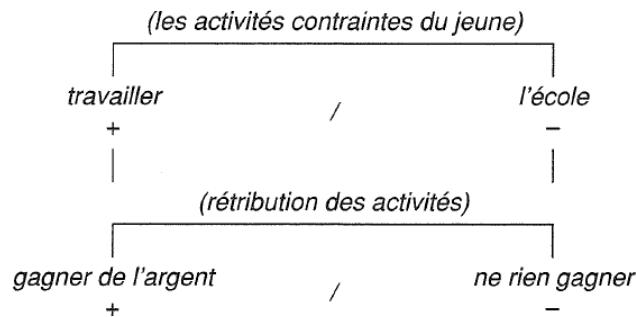 (les activités contraintes du jeune)
travailler / l'école
+ −
(rétribution des activités)
gagner de l'argent / ne rien gagner
+ / −